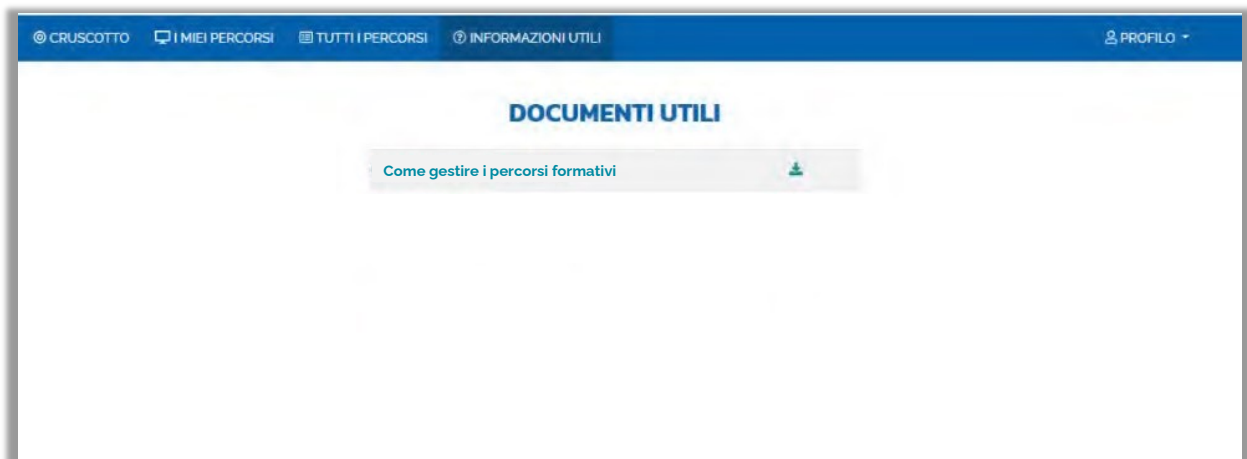 CRUSCOTTO I MIEI PERCORSI TUTTI I PERCORSI INFORMAZIONI UTILI PROFILO
DOCUMENTI UTILI
Come gestire i percorsi formativi